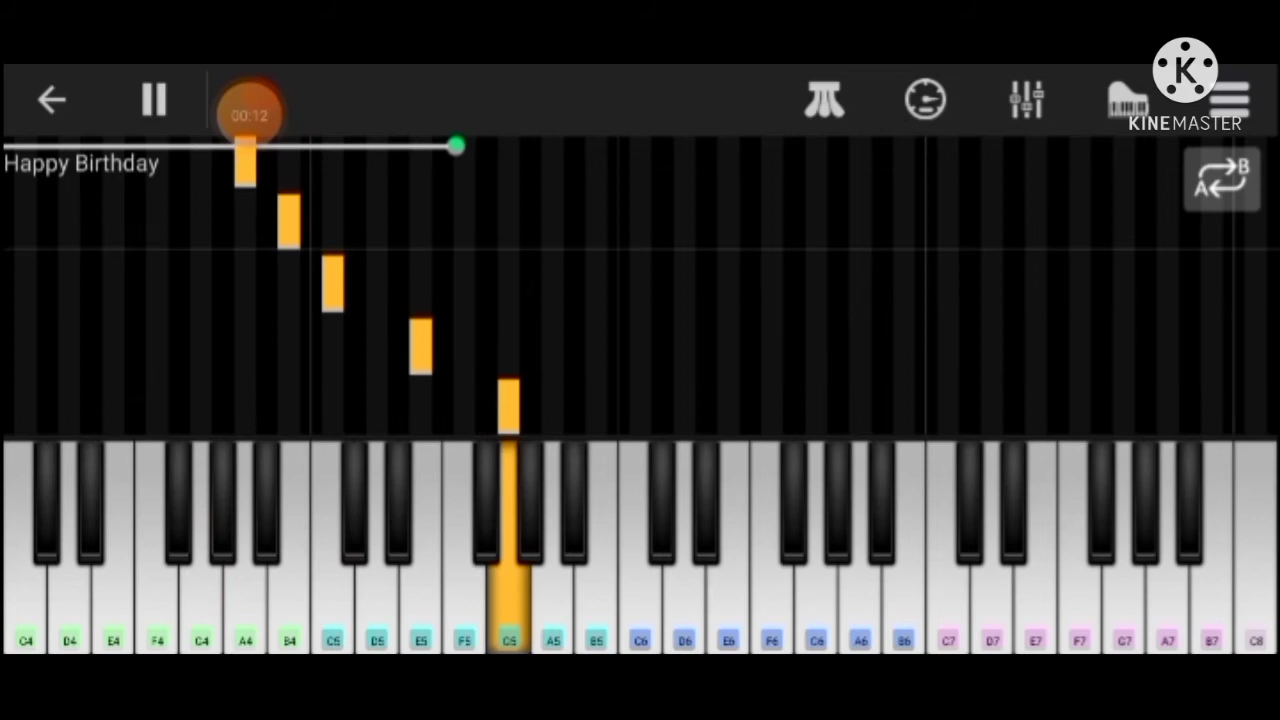 00:12
KINEMASTER
Happy Birthday
A B
C4 D4 E4 F4 G4 A4 B4 C5 D5 E5 F5 G5 A5 B5 C6 D6 E6 F6 G6 A6 B6 C7 D7 E7 F7 G7 A7 B7 C8